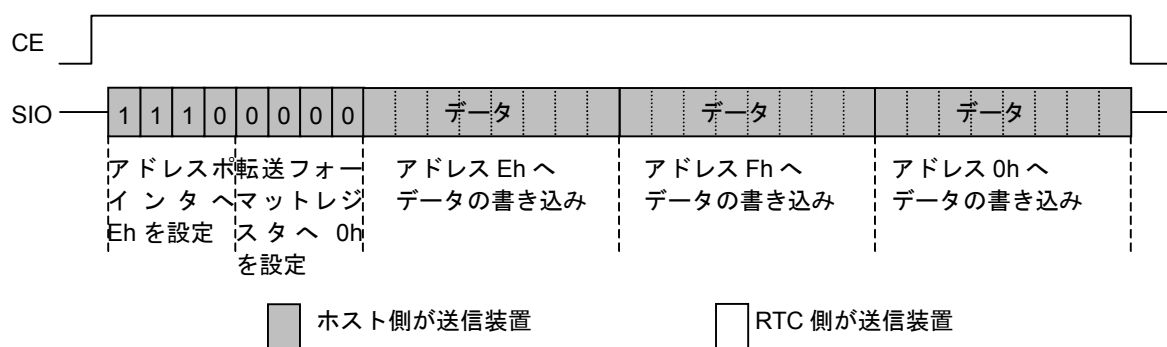 CE
SIO
1 1 1 0 0 0 0 0 データ データ データ
アドレスポ
インタへ
Eh を設定
転送フォー
マットレジ
スタへ 0h
を設定
アドレス Eh へ
データの書き込み
アドレス Fh へ
データの書き込み
アドレス 0h へ
データの書き込み
ホスト側が送信装置
RTC 側が送信装置